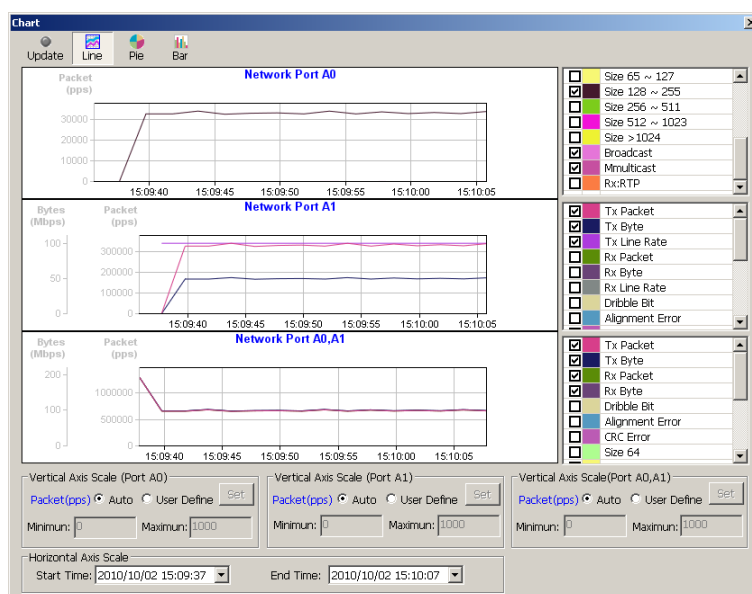 Chart
Update Line Pie Bar
Network Port A0
Packet
(pps)
30000
20000
10000
0
15:09:40 15:09:45 15:09:50 15:09:55 15:10:00 15:10:05
Size 65 ~ 127
Size 128 ~ 255
Size 256 ~ 511
Size 512 ~ 1023
Size >1024
Broadcast
Mmulticast
Rx:RTP
Network Port A1
Bytes
(Mbps)
Packet
(pps)
100
50
0
300000
200000
100000
0
15:09:40 15:09:45 15:09:50 15:09:55 15:10:00 15:10:05
Tx Packet
Tx Byte
Tx Line Rate
Rx Packet
Rx Byte
Rx Line Rate
Dribble Bit
Alignment Error
Network Port A0,A1
Bytes
(Mbps)
Packet
(pps)
200
100
0
1000000
500000
0
15:09:40 15:09:45 15:09:50 15:09:55 15:10:00 15:10:05
Tx Packet
Tx Byte
Rx Packet
Rx Byte
Dribble Bit
Alignment Error
CRC Error
Size 64
Vertical Axis Scale (Port A0)
Packet(pps) Auto User Define Set
Minimun: 0 Maximun: 1000
Vertical Axis Scale (Port A1)
Packet(pps) Auto User Define Set
Minimun: 0 Maximun: 1000
Vertical Axis Scale(Port A0,A1)
Packet(pps) Auto User Define Set
Minimun: 0 Maximun: 1000
Horizontal Axis Scale
Start Time: 2010/10/02 15:09:37 End Time: 2010/10/02 15:10:07